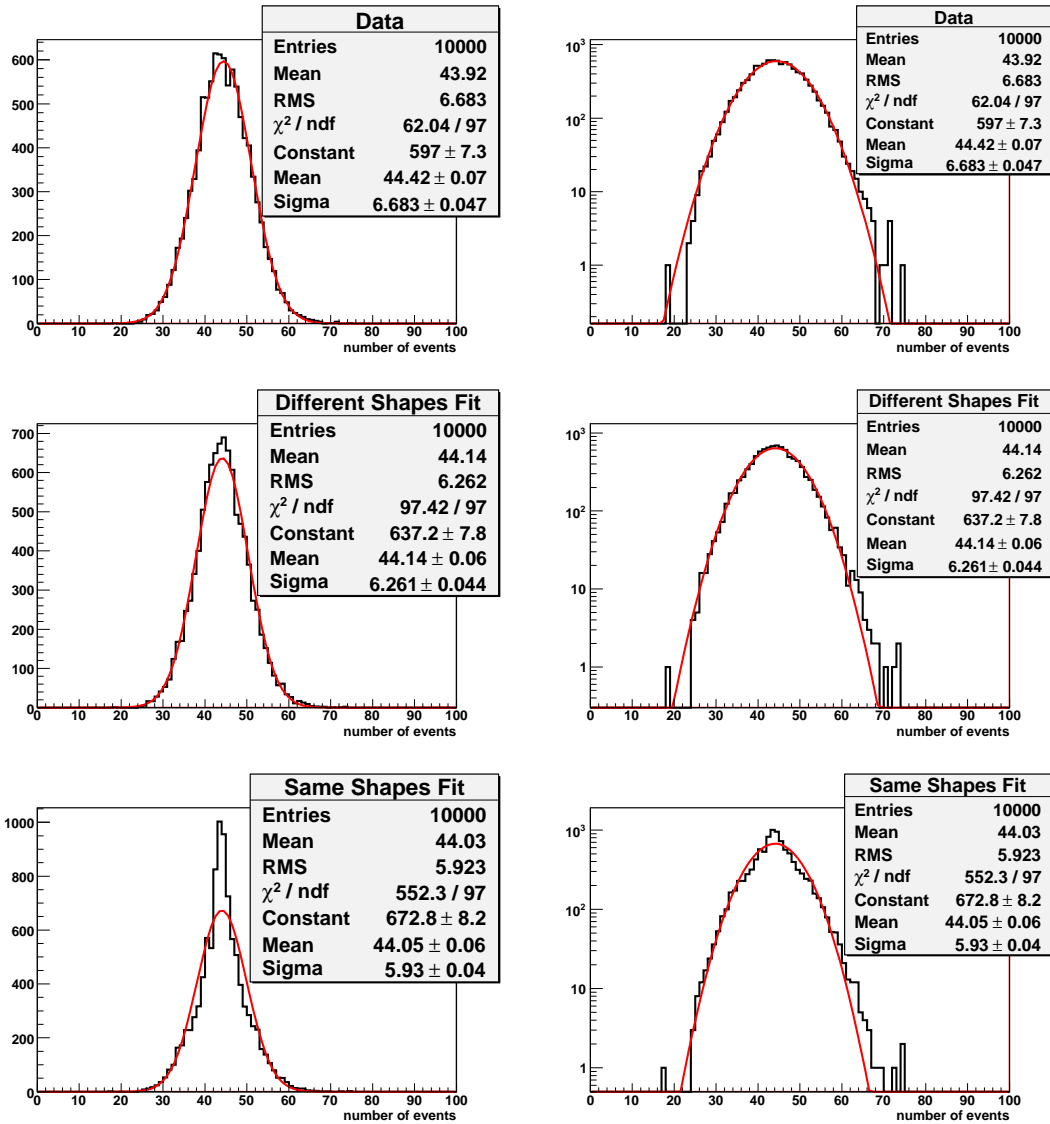 Data
Entries 10000
Mean 43.92
RMS 6.683
χ² / ndf 62.04 / 97
Constant 597 ± 7.3
Mean 44.42 ± 0.07
Sigma 6.683 ± 0.047
600
500
400
300
200
100
0
0 10 20 30 40 50 60 70 80 90 100
number of events
Data
Entries 10000
Mean 43.92
RMS 6.683
χ² / ndf 62.04 / 97
Constant 597 ± 7.3
Mean 44.42 ± 0.07
Sigma 6.683 ± 0.047
10³
10²
10
1
0 10 20 30 40 50 60 70 80 90 100
number of events
Different Shapes Fit
Entries 10000
Mean 44.14
RMS 6.262
χ² / ndf 97.42 / 97
Constant 637.2 ± 7.8
Mean 44.14 ± 0.06
Sigma 6.261 ± 0.044
700
600
500
400
300
200
100
0
0 10 20 30 40 50 60 70 80 90 100
number of events
Different Shapes Fit
Entries 10000
Mean 44.14
RMS 6.262
χ² / ndf 97.42 / 97
Constant 637.2 ± 7.8
Mean 44.14 ± 0.06
Sigma 6.261 ± 0.044
10³
10²
10
1
0 10 20 30 40 50 60 70 80 90 100
number of events
Same Shapes Fit
Entries 10000
Mean 44.03
RMS 5.923
χ² / ndf 552.3 / 97
Constant 672.8 ± 8.2
Mean 44.05 ± 0.06
Sigma 5.93 ± 0.04
1000
800
600
400
200
0
0 10 20 30 40 50 60 70 80 90 100
number of events
Same Shapes Fit
Entries 10000
Mean 44.03
RMS 5.923
χ² / ndf 552.3 / 97
Constant 672.8 ± 8.2
Mean 44.05 ± 0.06
Sigma 5.93 ± 0.04
10³
10²
10
1
0 10 20 30 40 50 60 70 80 90 100
number of events